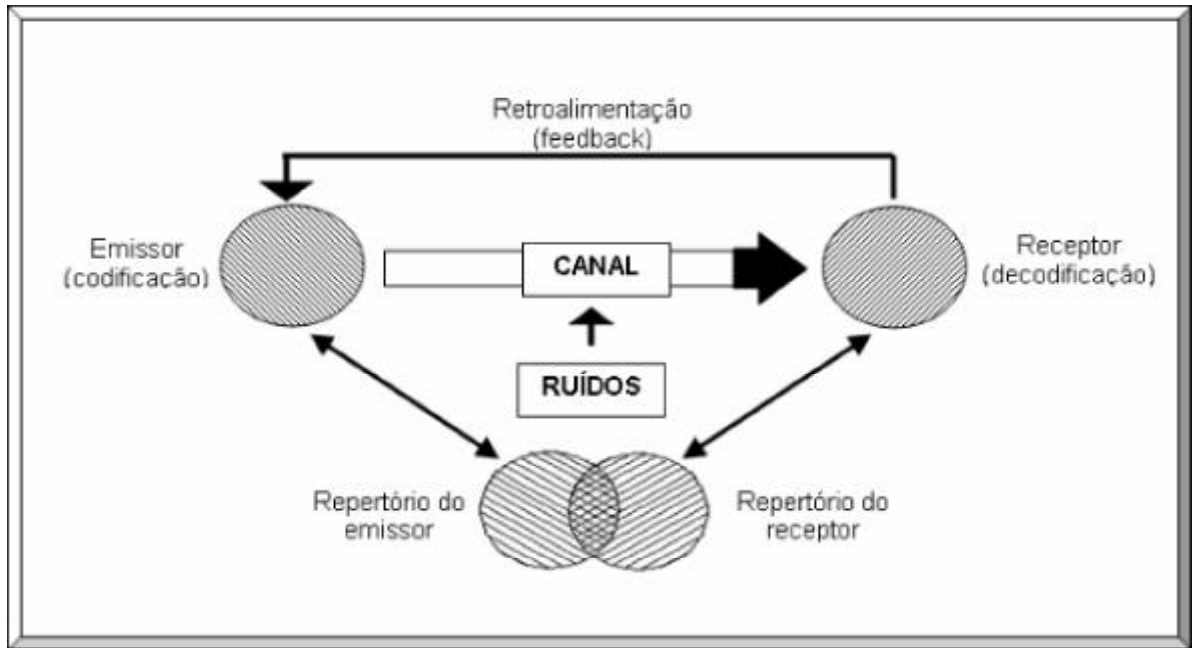 Retroalimentação
(feedback)
Emissor
(codificação)
CANAL
Receptor
(decodificação)
RUÍDOS
Repertório do
emissor
Repertório do
receptor